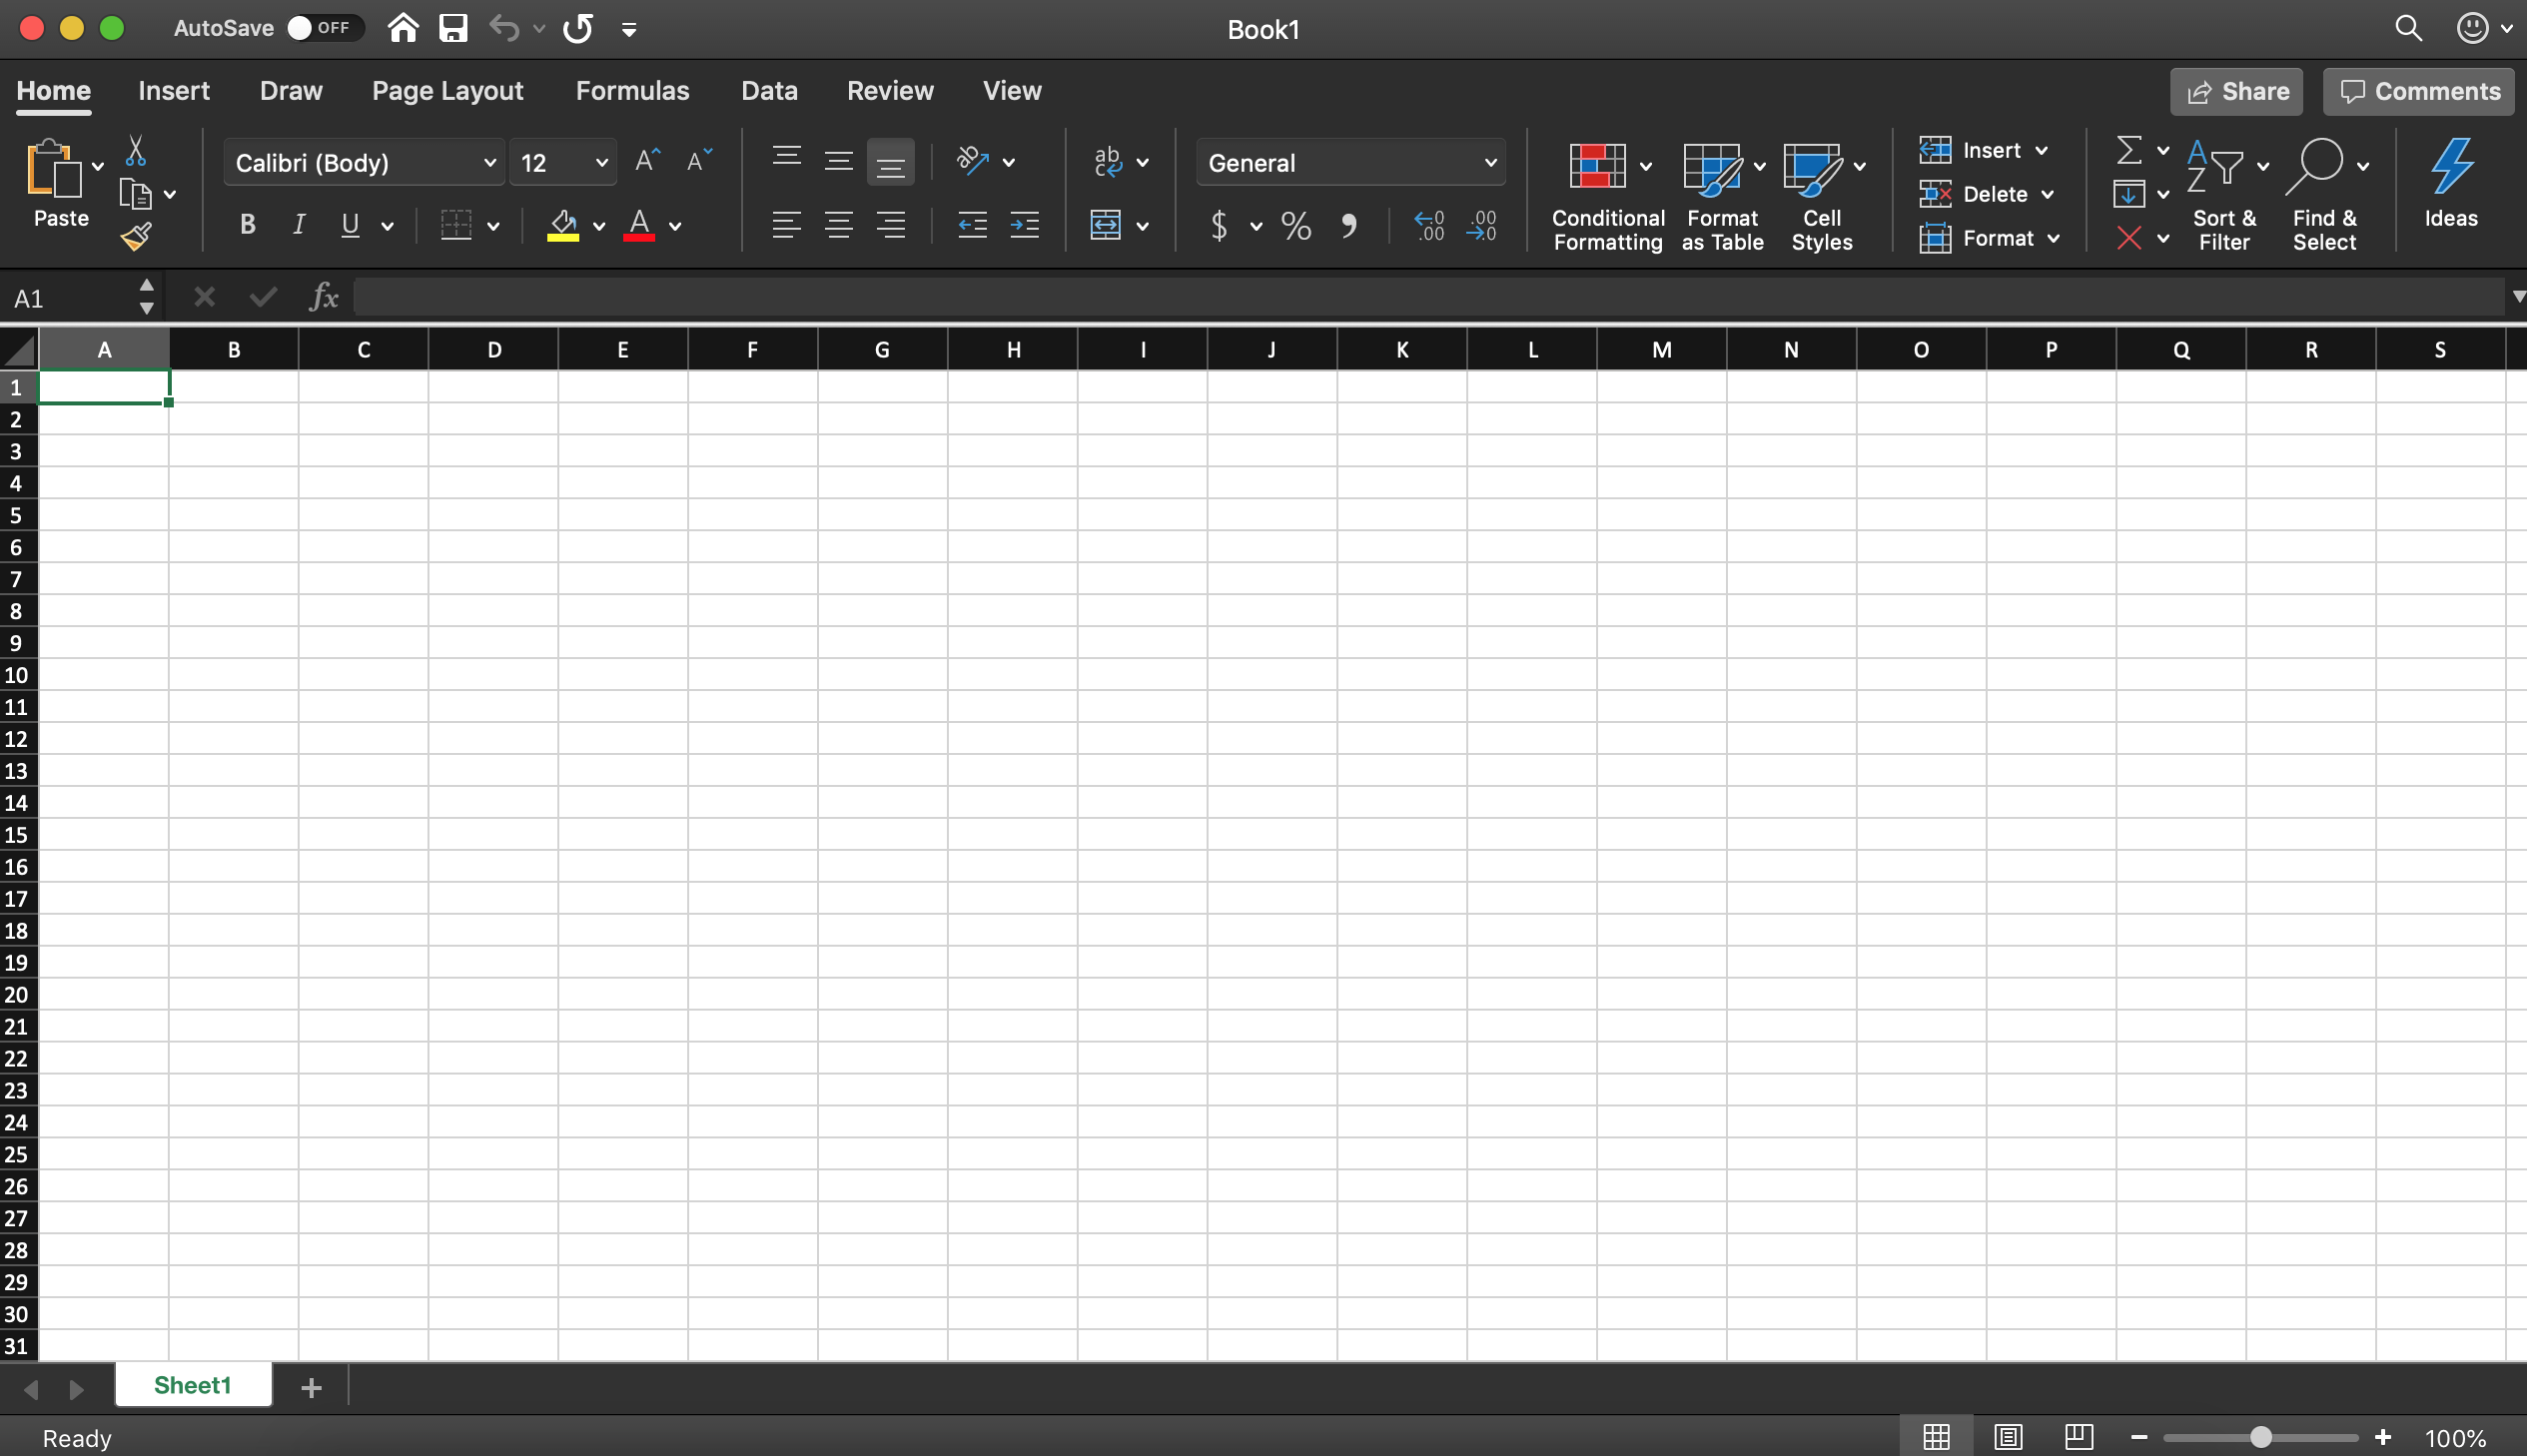 AutoSave OFF Book1
Home Insert Draw Page Layout Formulas Data Review View Share Comments
Paste
Calibri (Body) 12
B I U A
ab
c
General
$ % ,
Conditional Formatting
Format as Table
Cell Styles
Insert
Delete
Format
Sort & Filter
Find & Select
Ideas
A1 fx
A B C D E F G H I J K L M N O P Q R S
1
2
3
4
5
6
7
8
9
10
11
12
13
14
15
16
17
18
19
20
21
22
23
24
25
26
27
28
29
30
31
Sheet1 +
Ready 100%